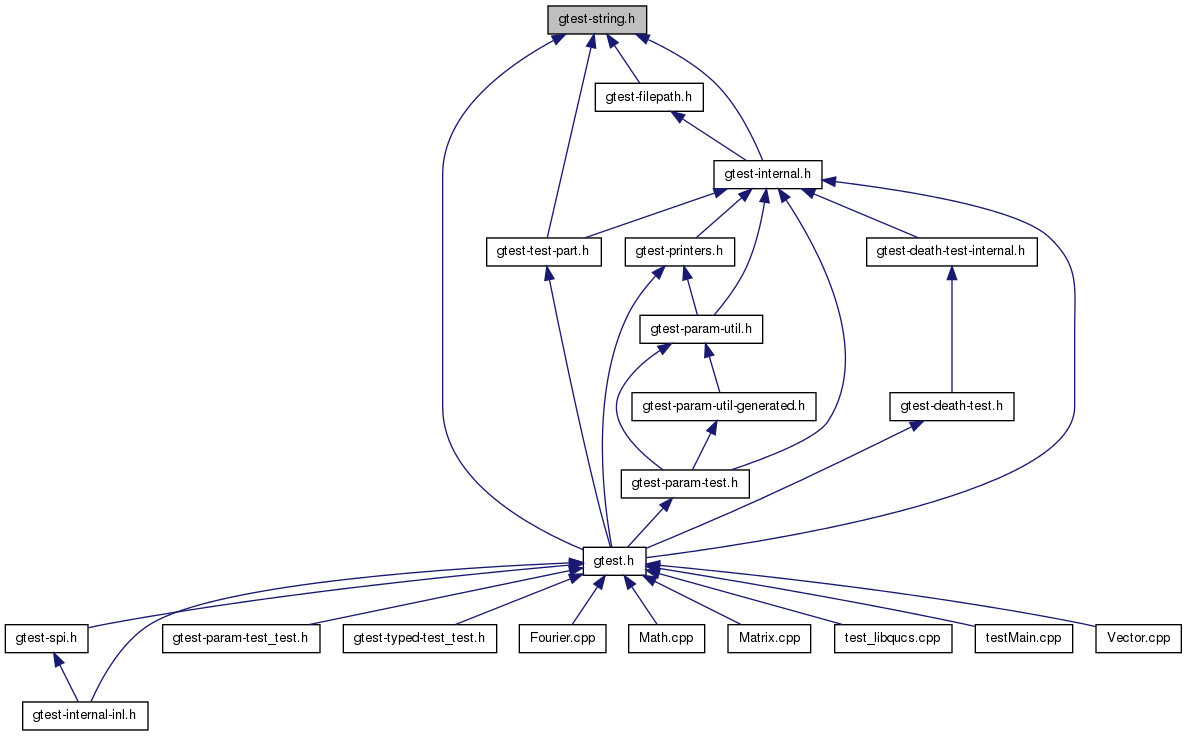 gtest-string.h
gtest-filepath.h
gtest-internal.h
gtest-test-part.h
gtest-printers.h
gtest-death-test-internal.h
gtest-param-util.h
gtest-param-util-generated.h
gtest-death-test.h
gtest-param-test.h
gtest.h
gtest-spi.h
gtest-param-test_test.h
gtest-typed-test_test.h
Fourier.cpp
Math.cpp
Matrix.cpp
test_libqucs.cpp
testMain.cpp
Vector.cpp
gtest-internal-inl.h